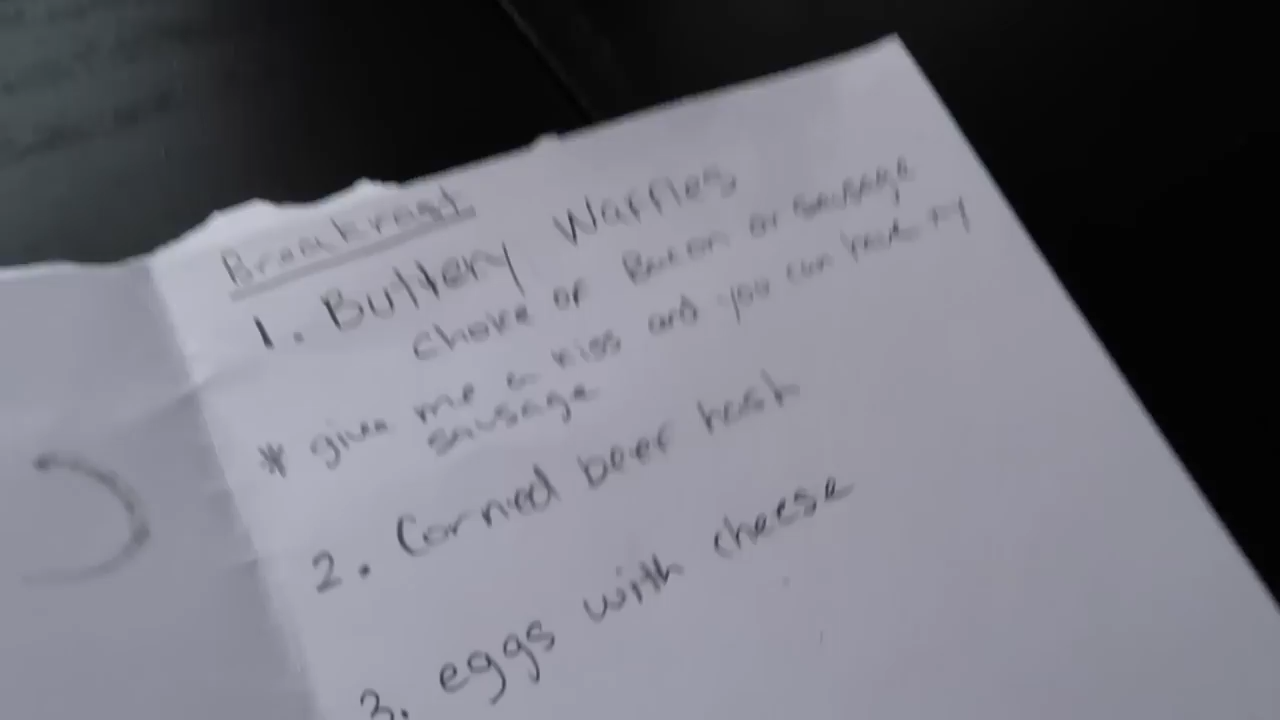 Breakfast
1. Buttery Waffles
choice of Bacon or sausage
* give me a kiss and you can have my
sausage
2. Corned beef hash
3. eggs with cheese